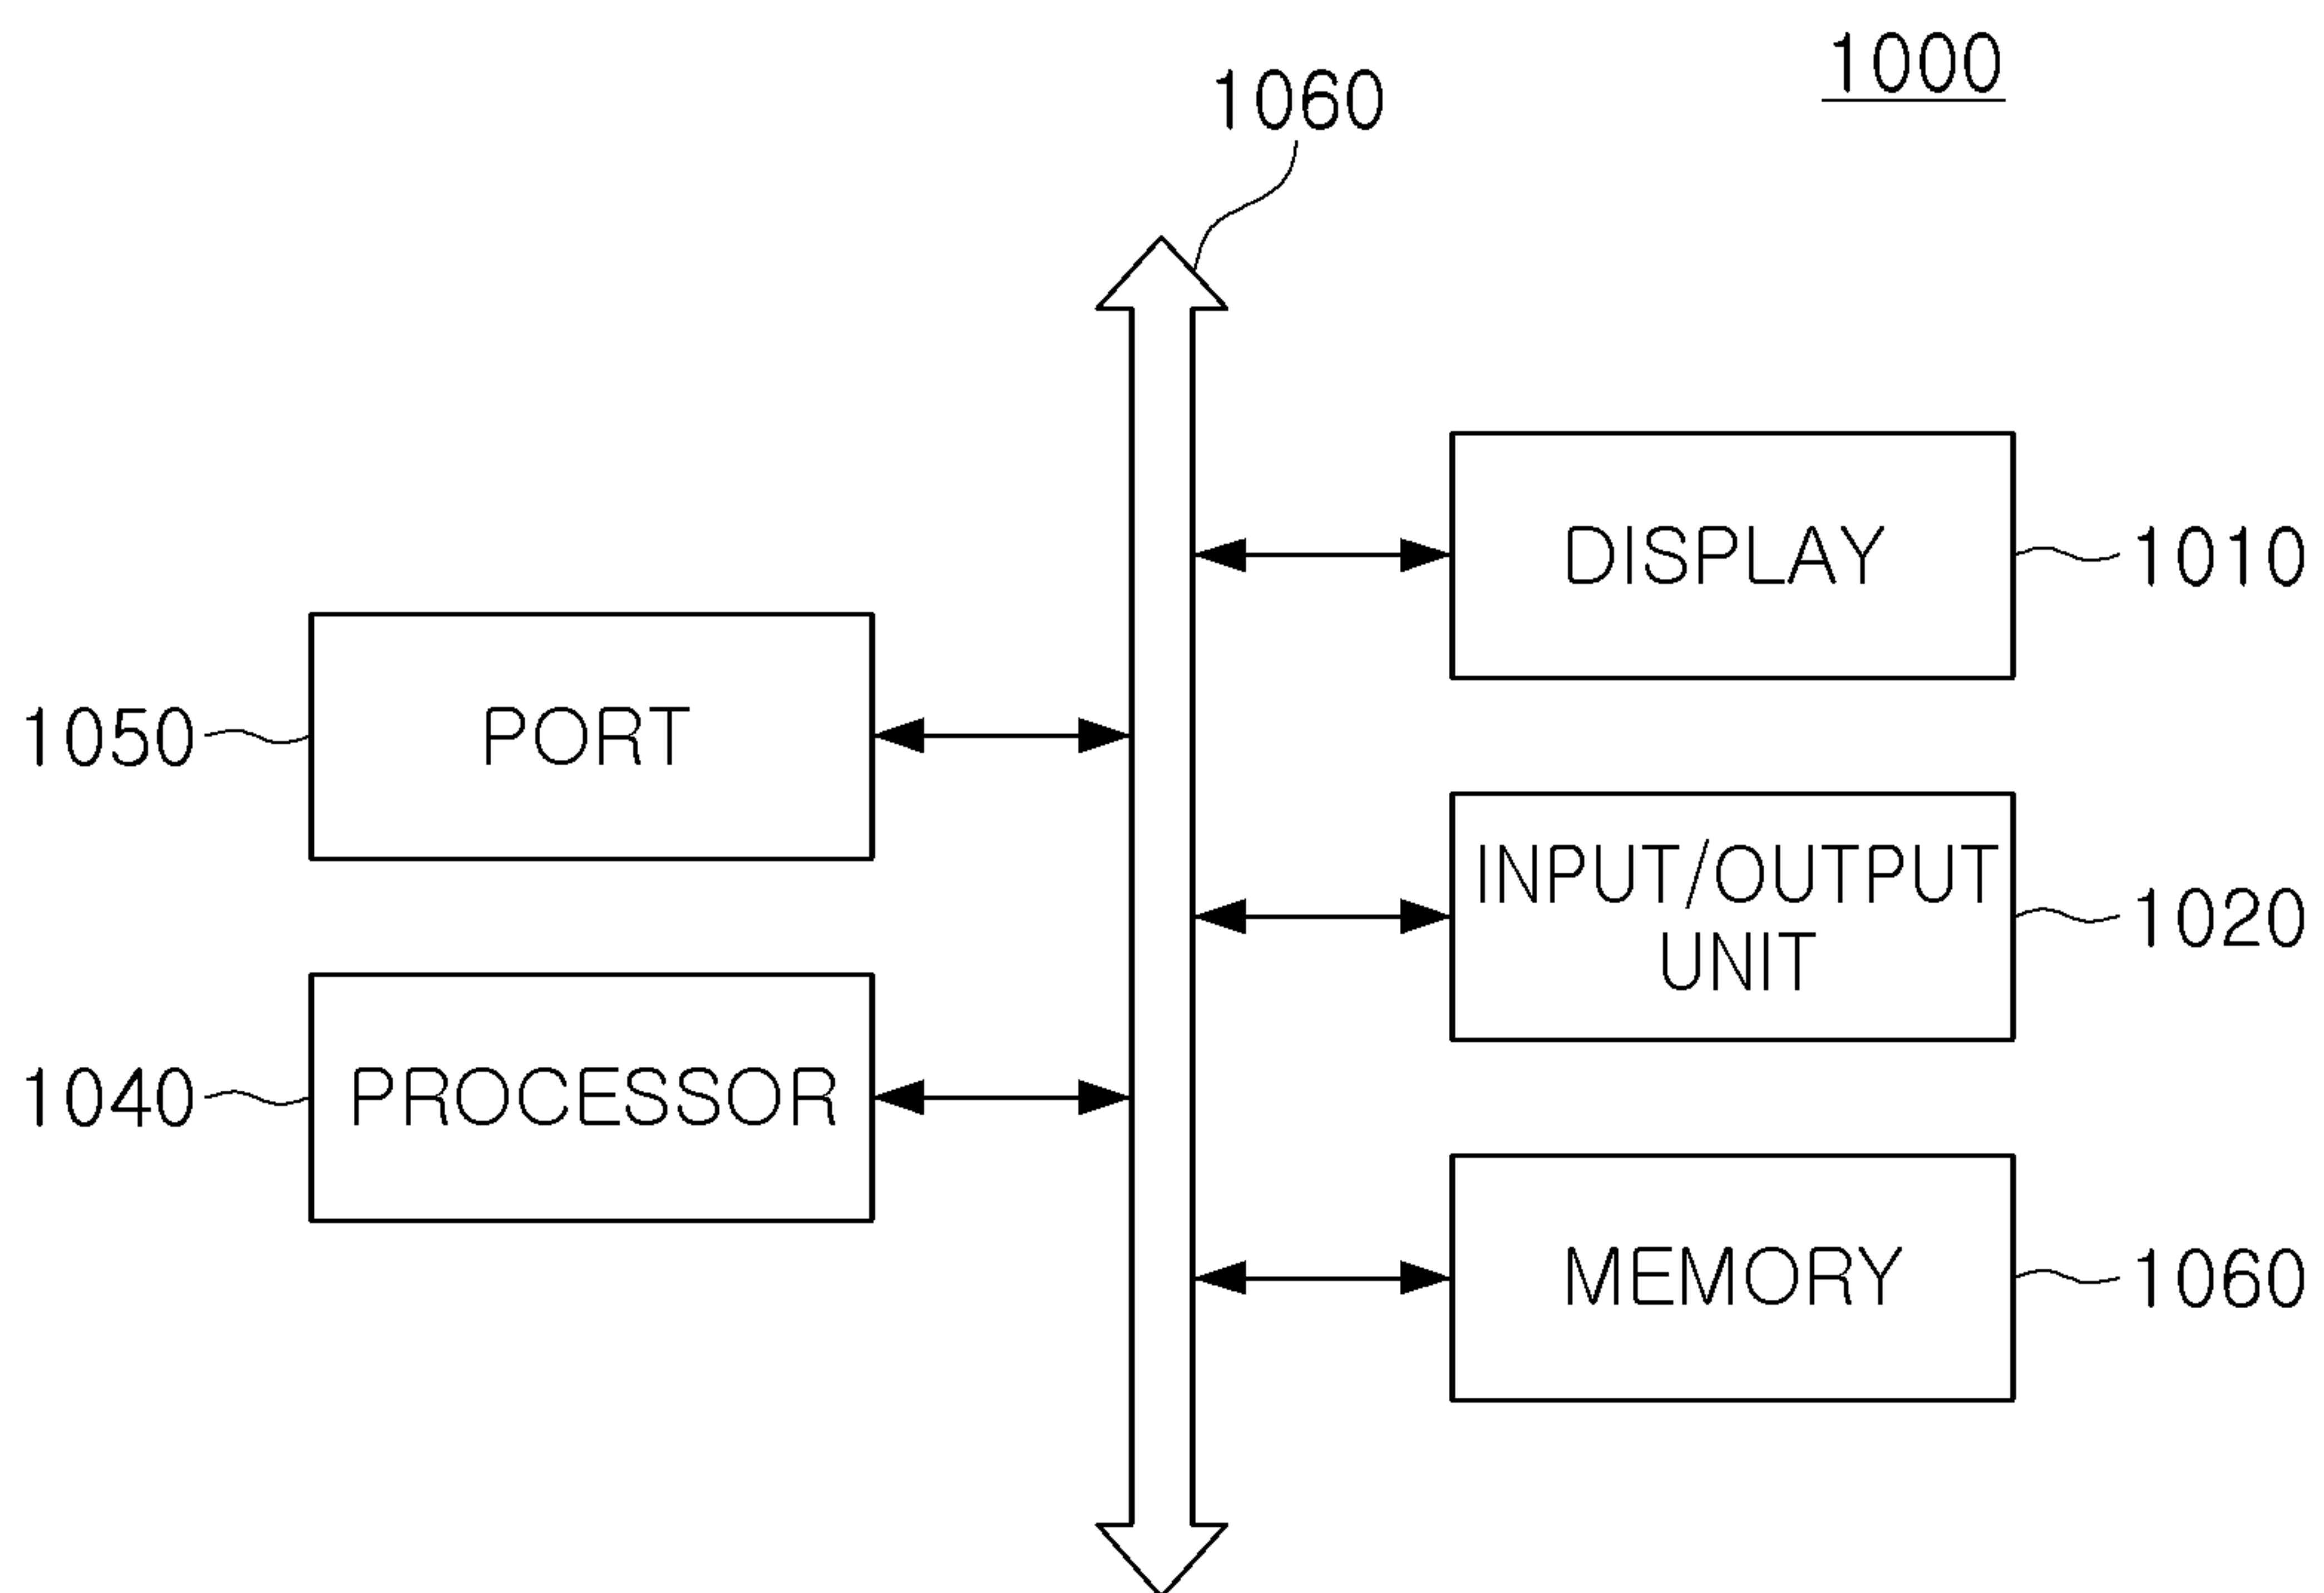 1000
1060
DISPLAY
1010
PORT
1050
INPUT/OUTPUT
UNIT
1020
PROCESSOR
1040
MEMORY
1060